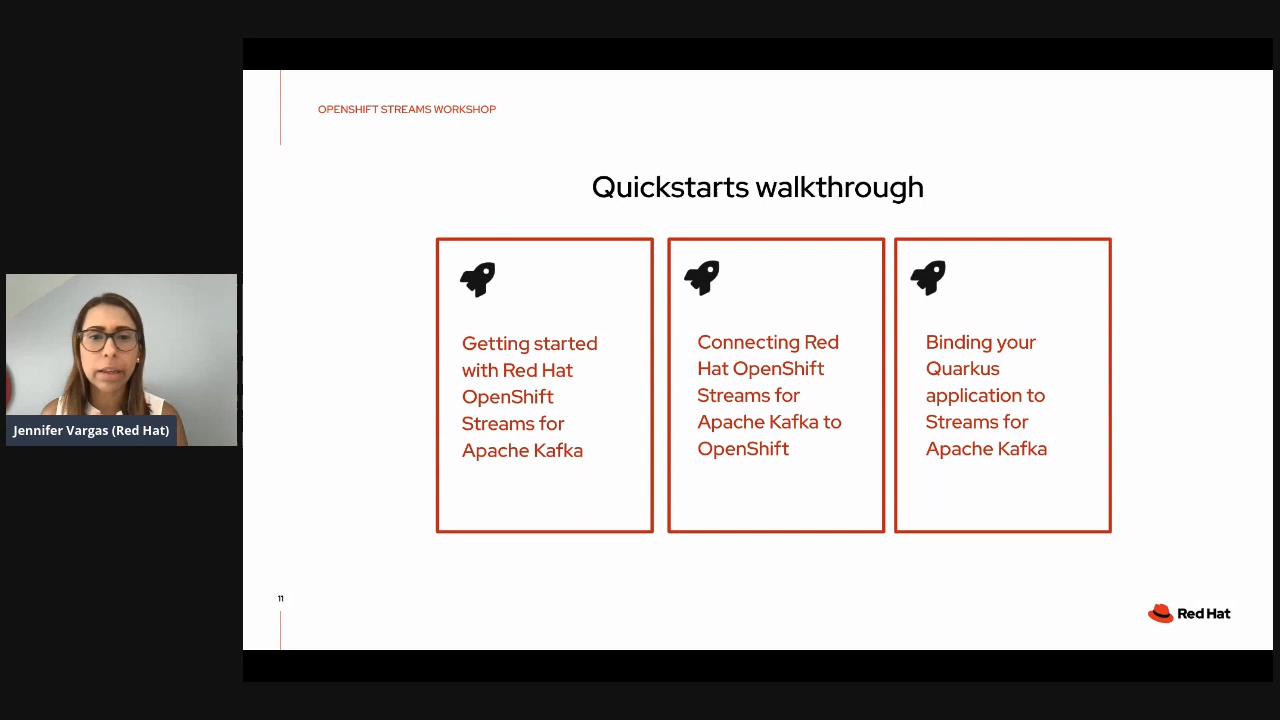 OPENSHIFT STREAMS WORKSHOP
Quickstarts walkthrough
Getting started
with Red Hat
OpenShift
Streams for
Apache Kafka
Connecting Red
Hat OpenShift
Streams for
Apache Kafka to
OpenShift
Binding your
Quarkus
application to
Streams for
Apache Kafka
Jennifer Vargas (Red Hat)
11
Red Hat